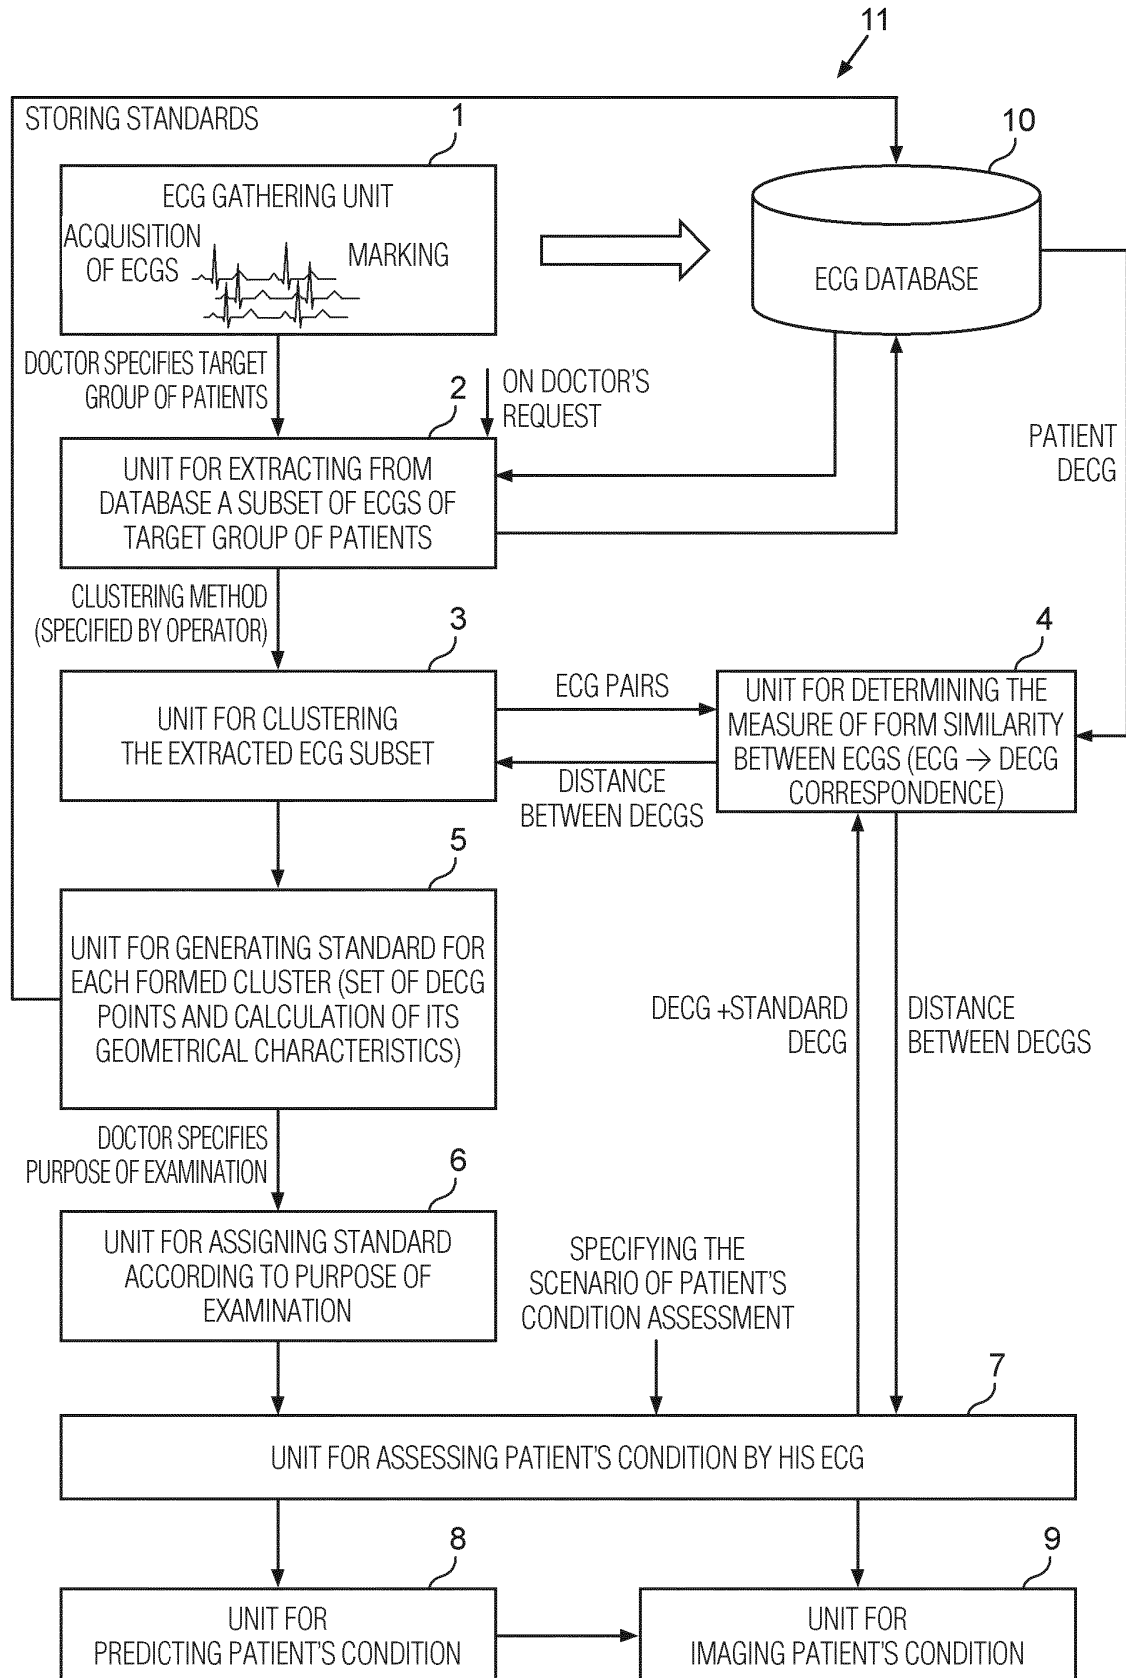 11
STORING STANDARDS
1
10
ECG GATHERING UNIT
ACQUISITION
OF ECGS
MARKING
ECG DATABASE
DOCTOR SPECIFIES TARGET
GROUP OF PATIENTS
2
ON DOCTOR'S
REQUEST
PATIENT
DECG
UNIT FOR EXTRACTING FROM
DATABASE A SUBSET OF ECGS OF
TARGET GROUP OF PATIENTS
CLUSTERING METHOD
(SPECIFIED BY OPERATOR)
3
4
UNIT FOR CLUSTERING
THE EXTRACTED ECG SUBSET
ECG PAIRS
DISTANCE
BETWEEN DECGS
UNIT FOR DETERMINING THE
MEASURE OF FORM SIMILARITY
BETWEEN ECGS (ECG → DECG
CORRESPONDENCE)
5
UNIT FOR GENERATING STANDARD FOR
EACH FORMED CLUSTER (SET OF DECG
POINTS AND CALCULATION OF ITS
GEOMETRICAL CHARACTERISTICS)
DECG +STANDARD
DECG
DISTANCE
BETWEEN DECGS
DOCTOR SPECIFIES
PURPOSE OF EXAMINATION
6
UNIT FOR ASSIGNING STANDARD
ACCORDING TO PURPOSE OF
EXAMINATION
SPECIFYING THE
SCENARIO OF PATIENT'S
CONDITION ASSESSMENT
7
UNIT FOR ASSESSING PATIENT'S CONDITION BY HIS ECG
8
9
UNIT FOR
PREDICTING PATIENT'S CONDITION
UNIT FOR
IMAGING PATIENT'S CONDITION